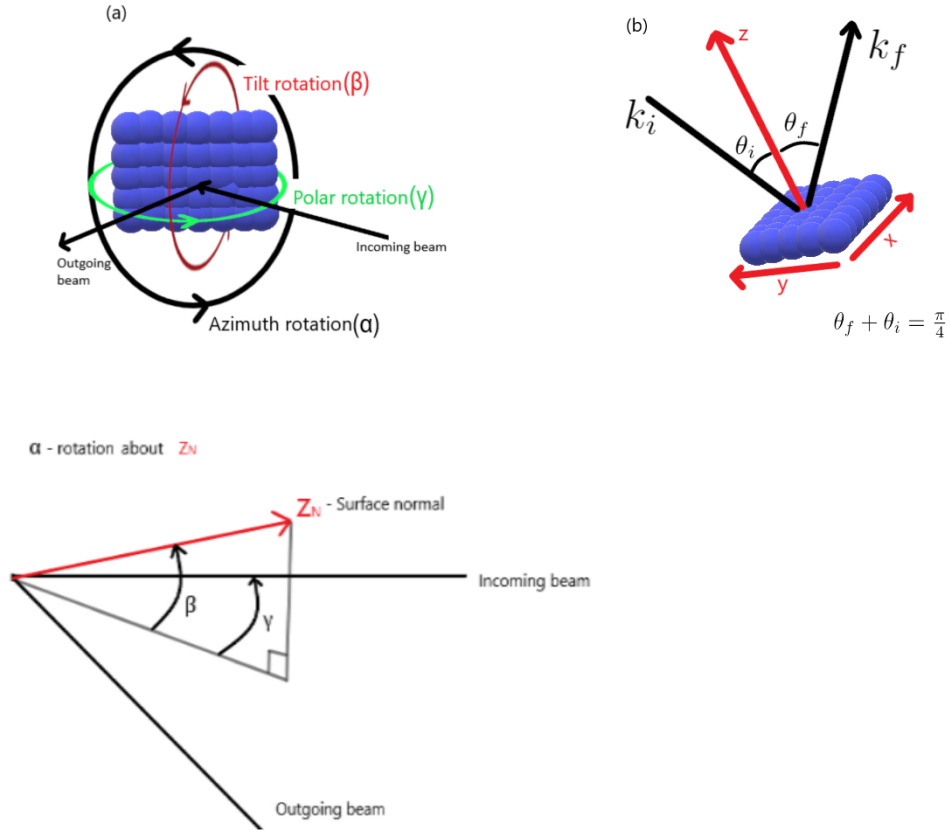 (a)
Tilt rotation(β)
Polar rotation(γ)
Incoming beam
Outgoing
beam
Azimuth rotation(α)
(b)
z
k_f
k_i
θ_i
θ_f
x
y
θ_f + θ_i = π/4
α - rotation about Z_N
Z_N - Surface normal
Incoming beam
β
γ
Outgoing beam